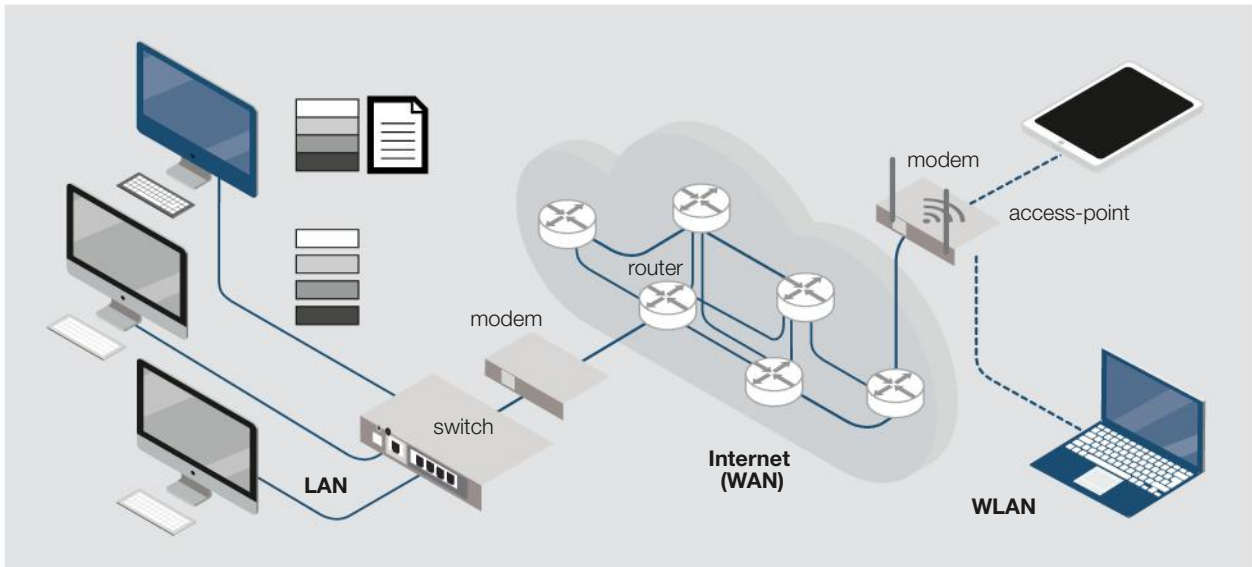 modem
access-point
router
modem
switch
LAN
Internet
(WAN)
WLAN